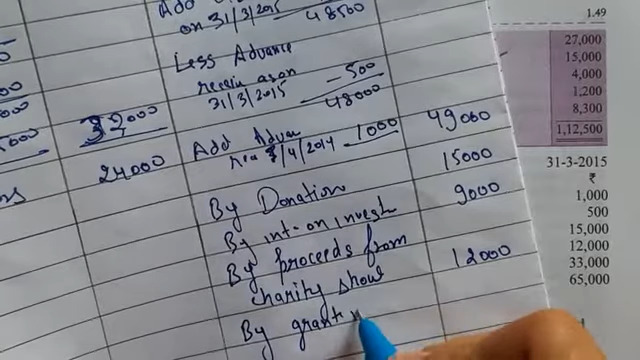 Add
on 31/3/2015 48500
Less Advance
recein as on
31/3/2015 - 500
48000
32000
24000
Add Advan
1/4/2014 1000 49000
By Donation 15000
By int-on invest 9000
By proceeds from
charity show 12000
By grant
1.49
27,000
15,000
4,000
1,200
8,300
1,12,500
31-3-2015
₹
1,000
500
15,000
12,000
33,000
65,000